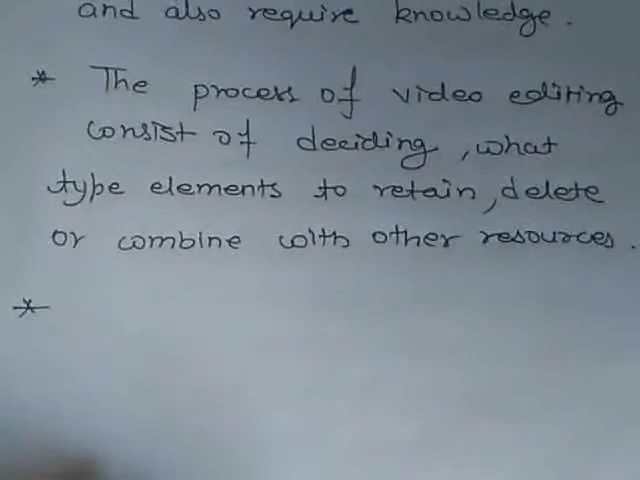 and also require knowledge.
* The process of video editing
consist of deciding, what
type elements to retain, delete
or combine with other resources.
*